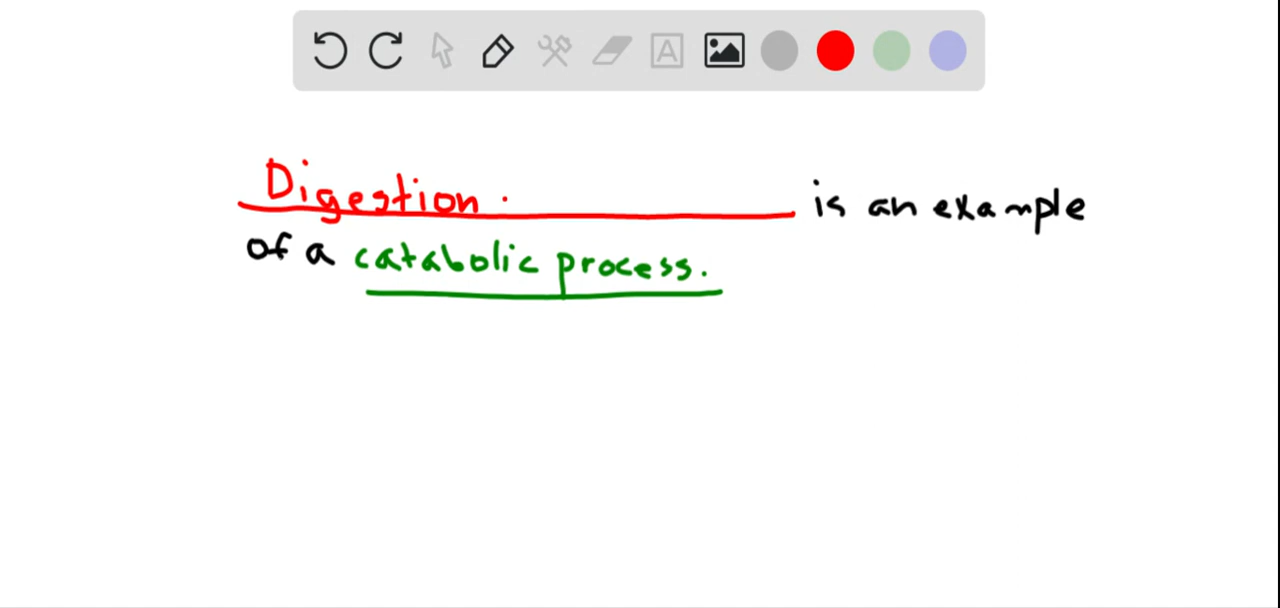 Digestion. is an example
of a catabolic process.